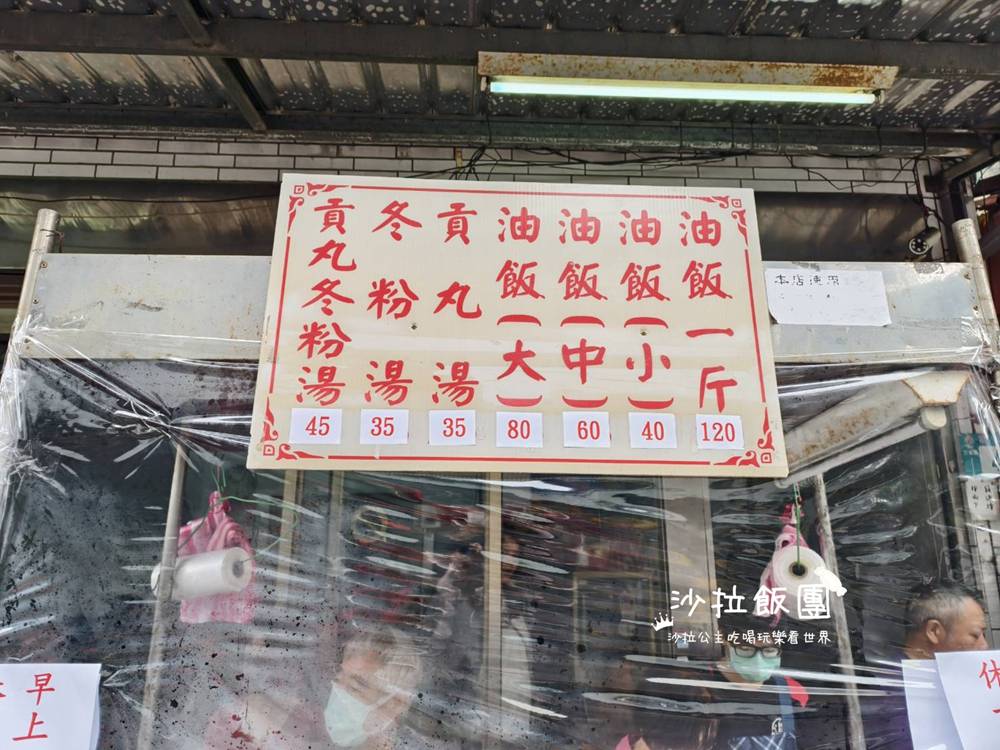 油飯一斤
120
油飯(小)
40
油飯(中)
60
油飯(大)
80
貢丸湯
35
冬粉湯
35
貢丸冬粉湯
45
本店使用
早上
休
沙拉飯團
沙拉公主吃喝玩樂看世界